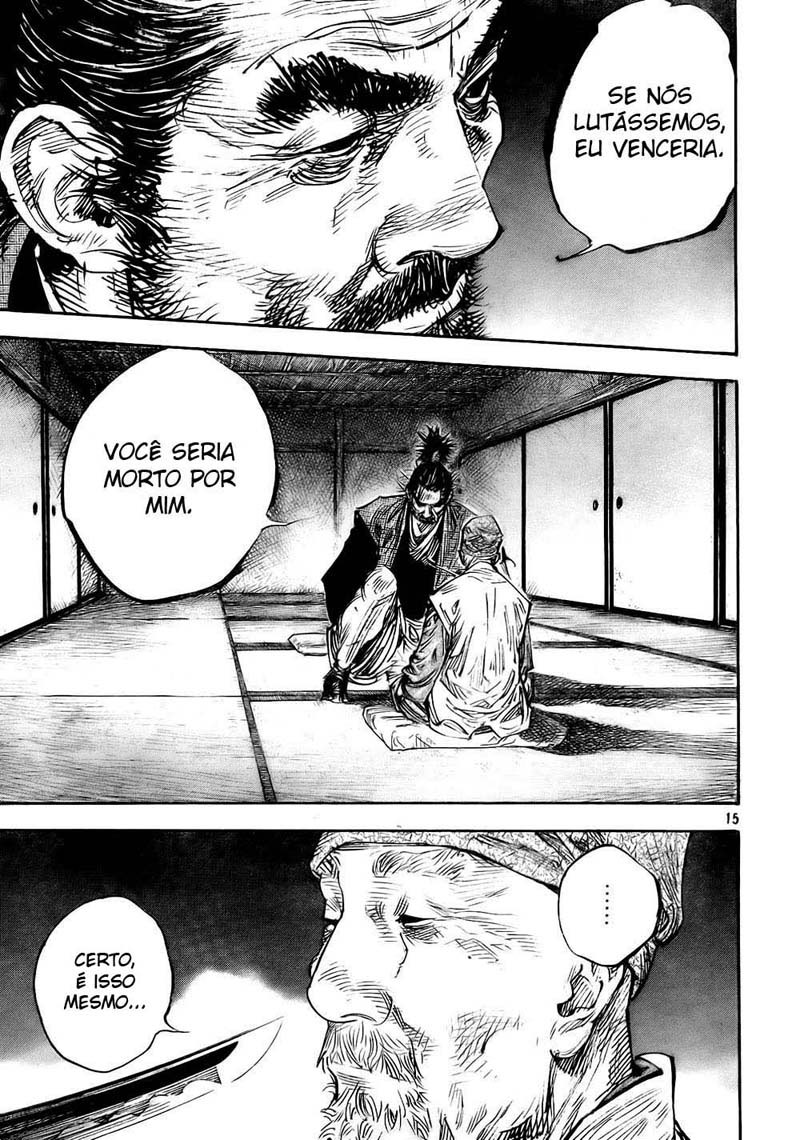 SE NÓS
LUTÁSSEMOS,
EU VENCERIA.
VOCÊ SERIA
MORTO POR
MIM.
15
......
CERTO,
É ISSO
MESMO...